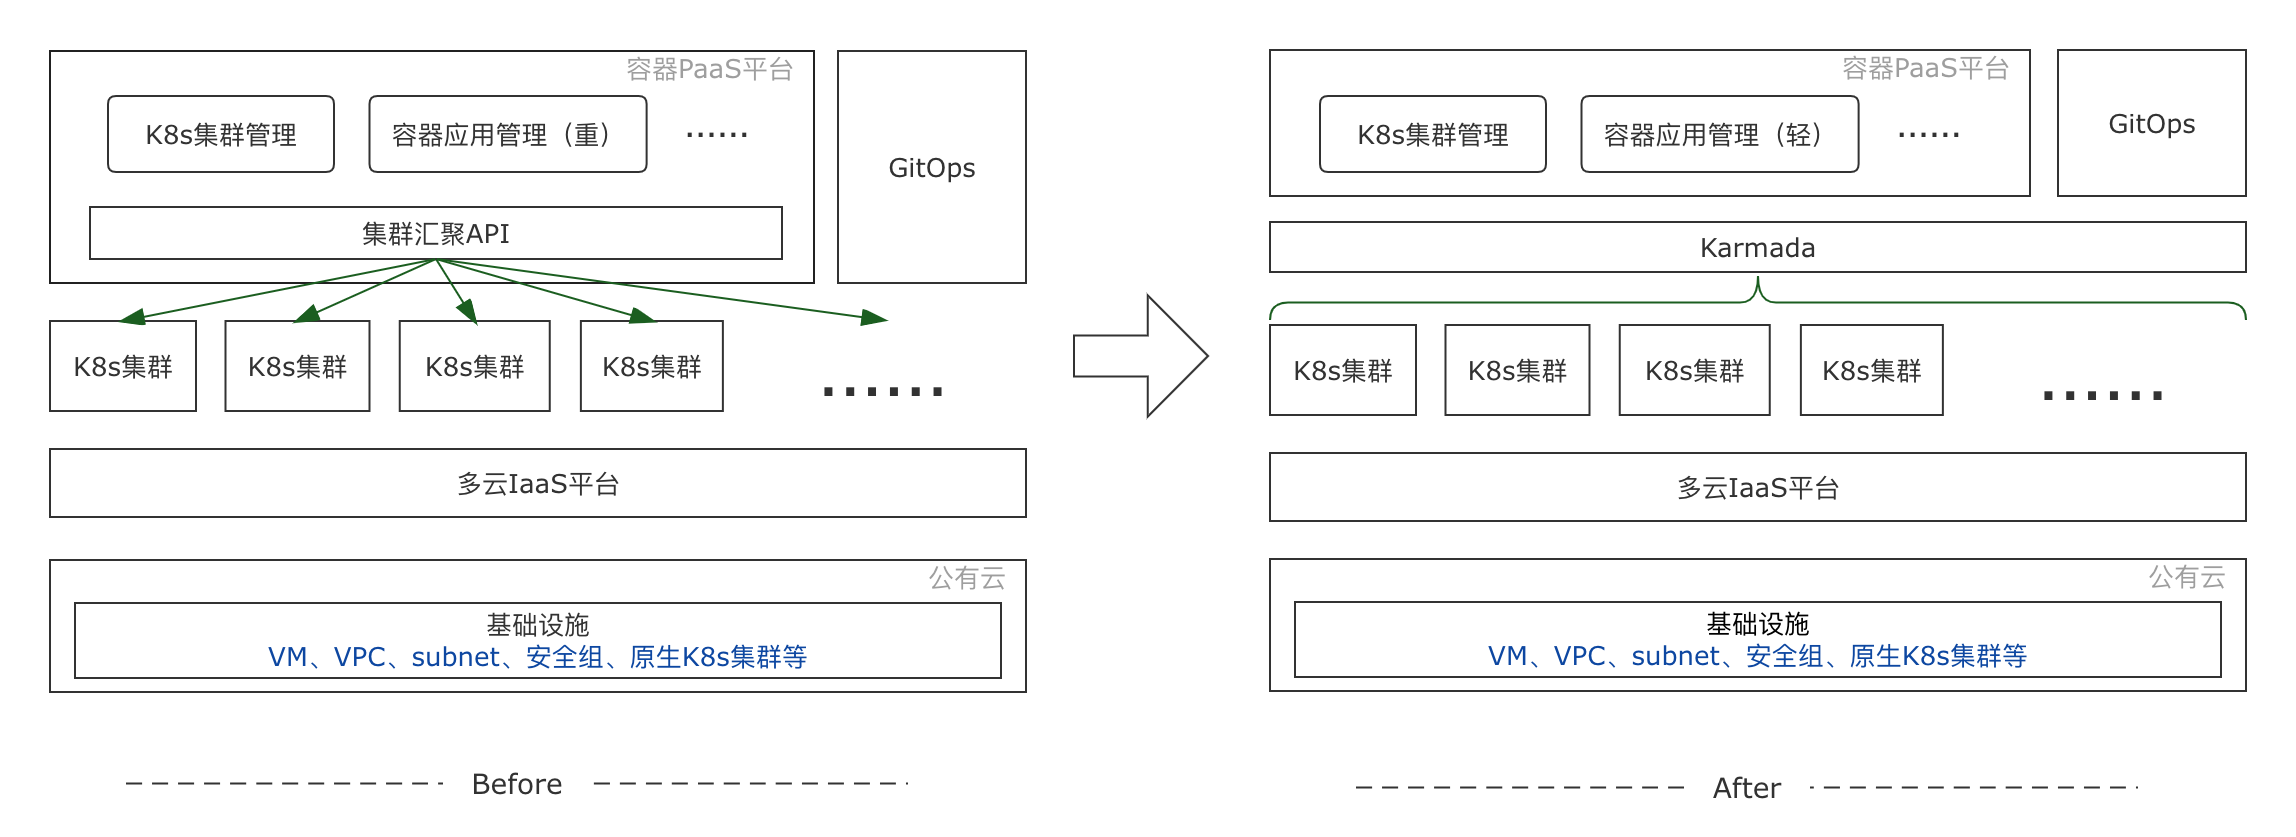 容器PaaS平台
K8s集群管理
容器应用管理（重）
......
集群汇聚API
GitOps
K8s集群
K8s集群
K8s集群
K8s集群
......
多云IaaS平台
公有云
基础设施
VM、VPC、subnet、安全组、原生K8s集群等
Before
容器PaaS平台
K8s集群管理
容器应用管理（轻）
......
GitOps
Karmada
K8s集群
K8s集群
K8s集群
K8s集群
......
多云IaaS平台
公有云
基础设施
VM、VPC、subnet、安全组、原生K8s集群等
After